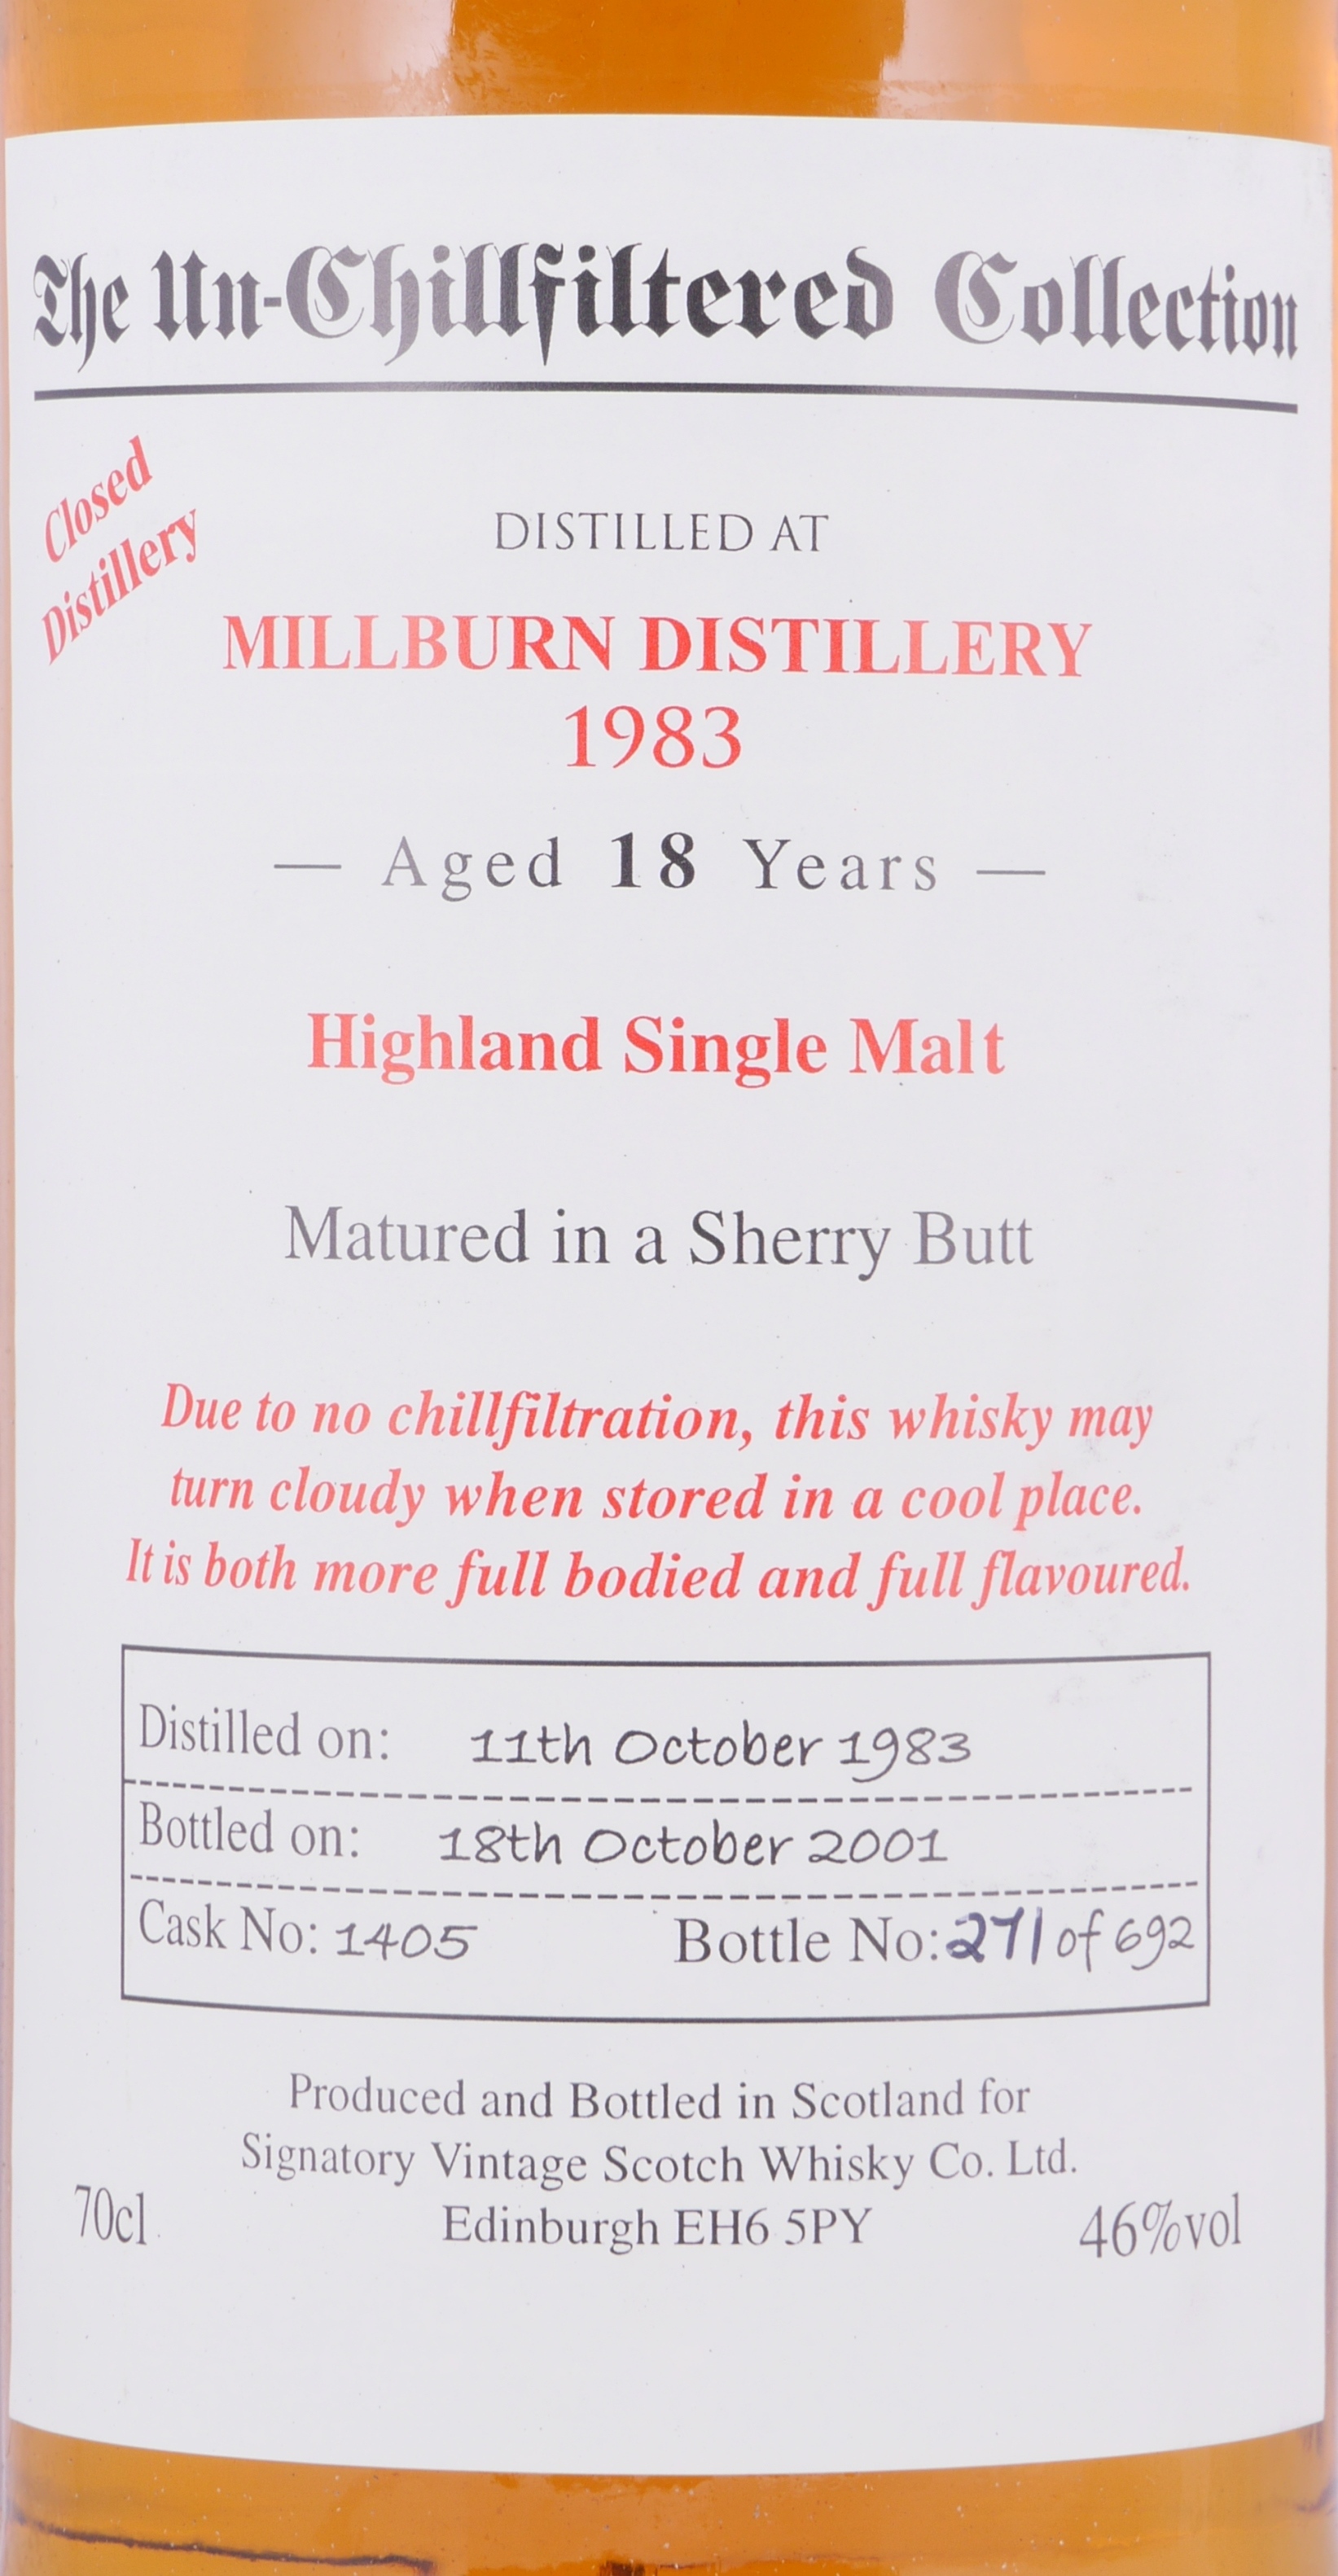 The Un-Chillfiltered Collection
Closed
Distillery
DISTILLED AT
MILLBURN DISTILLERY
1983
— Aged 18 Years —
Highland Single Malt
Matured in a Sherry Butt
Due to no chillfiltration, this whisky may
turn cloudy when stored in a cool place.
It is both more full bodied and full flavoured.
Distilled on: 11th October 1983
Bottled on: 18th October 2001
Cask No: 1405 Bottle No: 271 of 692
Produced and Bottled in Scotland for
Signatory Vintage Scotch Whisky Co. Ltd.
70cl Edinburgh EH6 5PY 46%vol